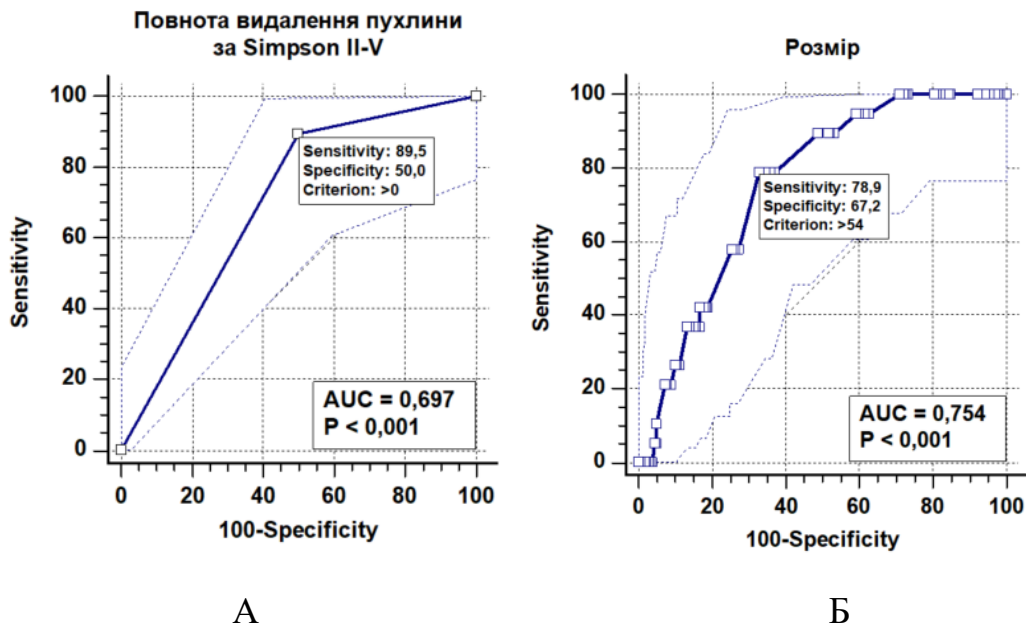 Повнота видалення пухлини
за Simpson II-V
100
80
60
40
20
0
Sensitivity
Sensitivity: 89,5
Specificity: 50,0
Criterion: >0
AUC = 0,697
P < 0,001
0 20 40 60 80 100
100-Specificity
А
Розмір
100
80
60
40
20
0
Sensitivity
Sensitivity: 78,9
Specificity: 67,2
Criterion: >54
AUC = 0,754
P < 0,001
0 20 40 60 80 100
100-Specificity
Б